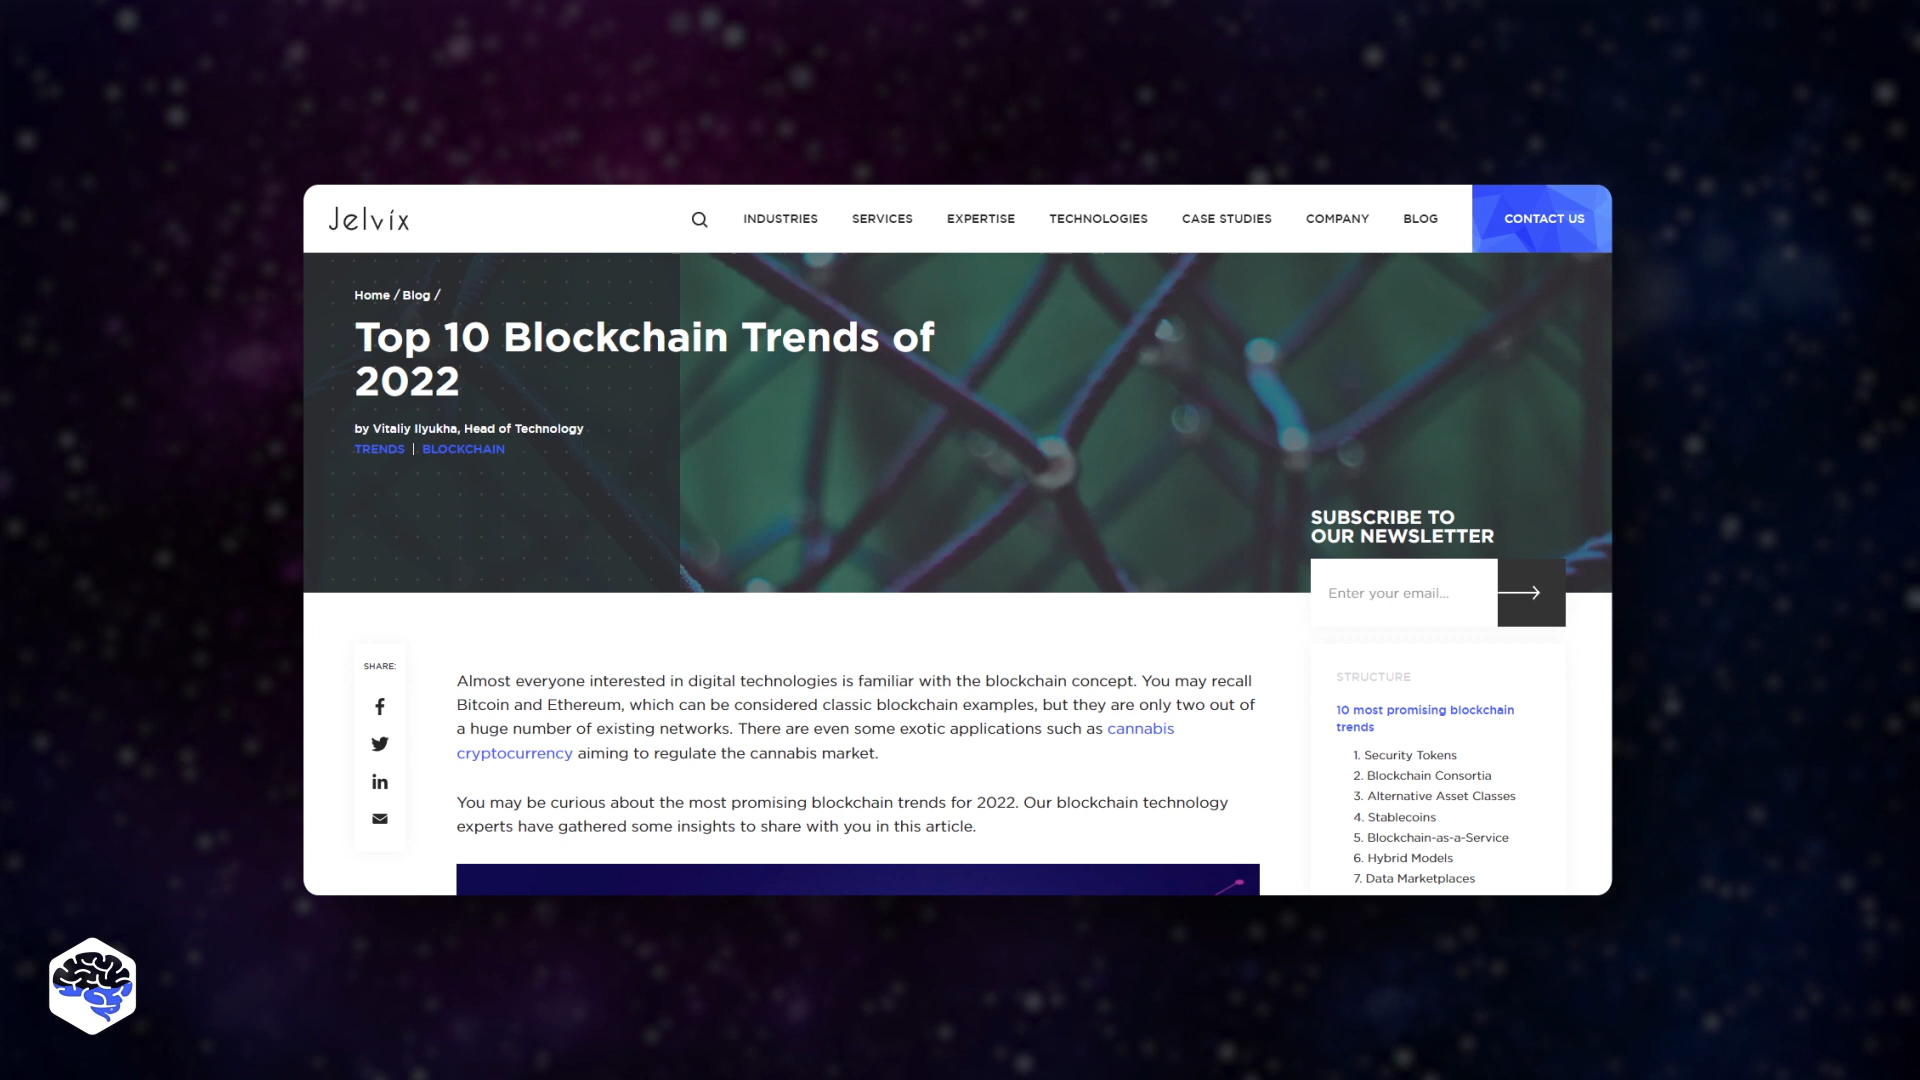 Jelvix
INDUSTRIES
SERVICES
EXPERTISE
TECHNOLOGIES
CASE STUDIES
COMPANY
BLOG
CONTACT US
Home / Blog /
Top 10 Blockchain Trends of
2022
by Vitaliy Ilyukha, Head of Technology
TRENDS | BLOCKCHAIN
SUBSCRIBE TO
OUR NEWSLETTER
Enter your email...
SHARE:
Almost everyone interested in digital technologies is familiar with the blockchain concept. You may recall
Bitcoin and Ethereum, which can be considered classic blockchain examples, but they are only two out of
a huge number of existing networks. There are even some exotic applications such as cannabis
cryptocurrency aiming to regulate the cannabis market.
You may be curious about the most promising blockchain trends for 2022. Our blockchain technology
experts have gathered some insights to share with you in this article.
STRUCTURE
10 most promising blockchain
trends
1. Security Tokens
2. Blockchain Consortia
3. Alternative Asset Classes
4. Stablecoins
5. Blockchain-as-a-Service
6. Hybrid Models
7. Data Marketplaces